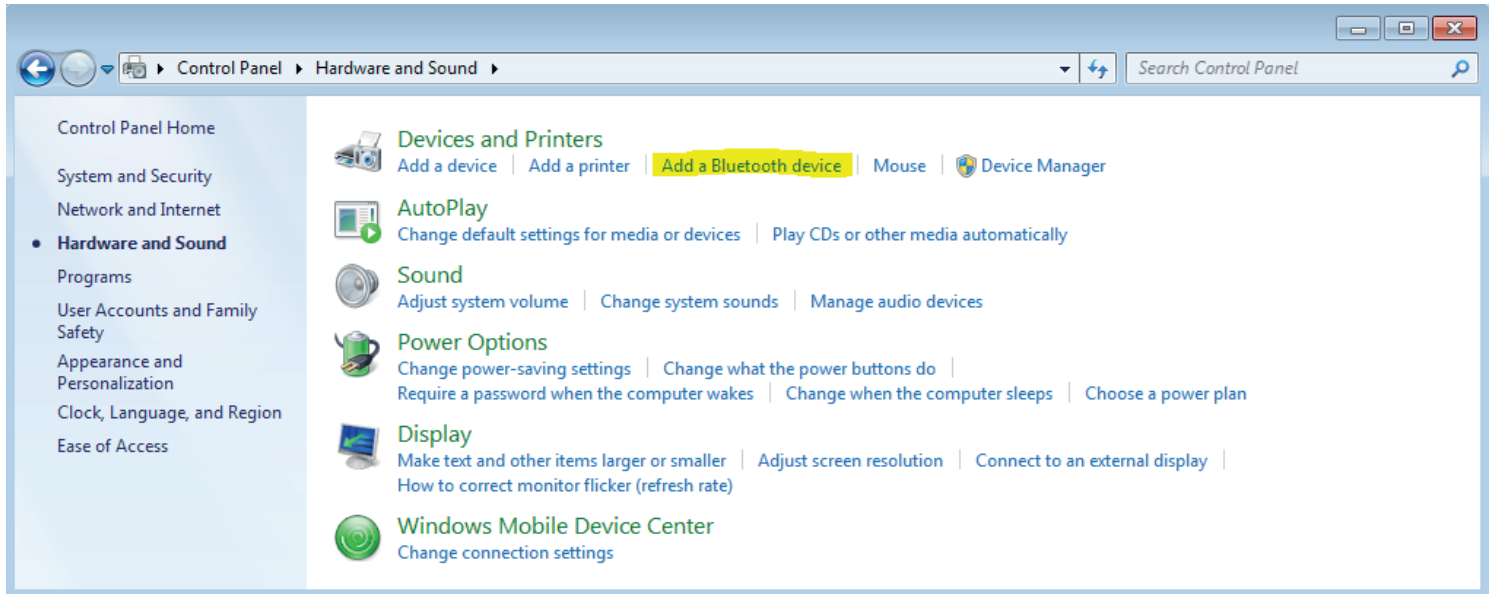 Control Panel Hardware and Sound Search Control Panel
Control Panel Home
System and Security
Network and Internet
Hardware and Sound
Programs
User Accounts and Family
Safety
Appearance and
Personalization
Clock, Language, and Region
Ease of Access
Devices and Printers
Add a device Add a printer Add a Bluetooth device Mouse Device Manager
AutoPlay
Change default settings for media or devices Play CDs or other media automatically
Sound
Adjust system volume Change system sounds Manage audio devices
Power Options
Change power-saving settings Change what the power buttons do
Require a password when the computer wakes Change when the computer sleeps Choose a power plan
Display
Make text and other items larger or smaller Adjust screen resolution Connect to an external display
How to correct monitor flicker (refresh rate)
Windows Mobile Device Center
Change connection settings